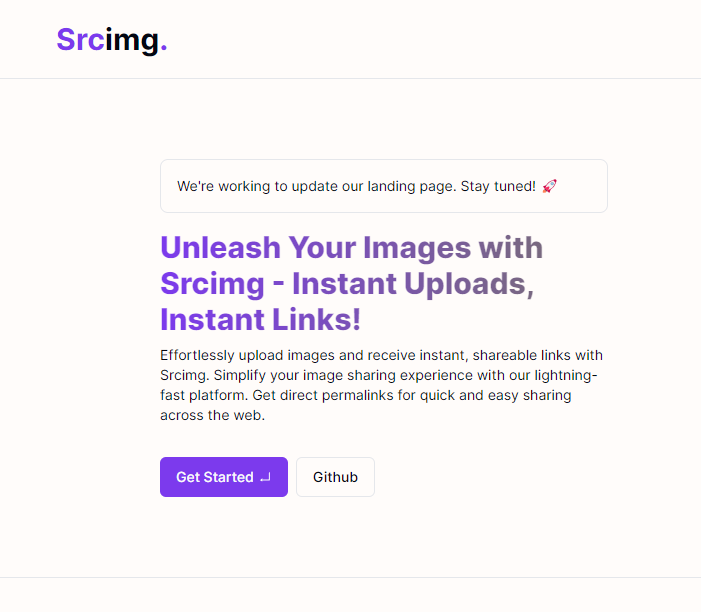 Srcimg.
We're working to update our landing page. Stay tuned! 🚀
Unleash Your Images with
Srcimg - Instant Uploads,
Instant Links!
Effortlessly upload images and receive instant, shareable links with
Srcimg. Simplify your image sharing experience with our lightning-
fast platform. Get direct permalinks for quick and easy sharing
across the web.
Get Started ↵
Github